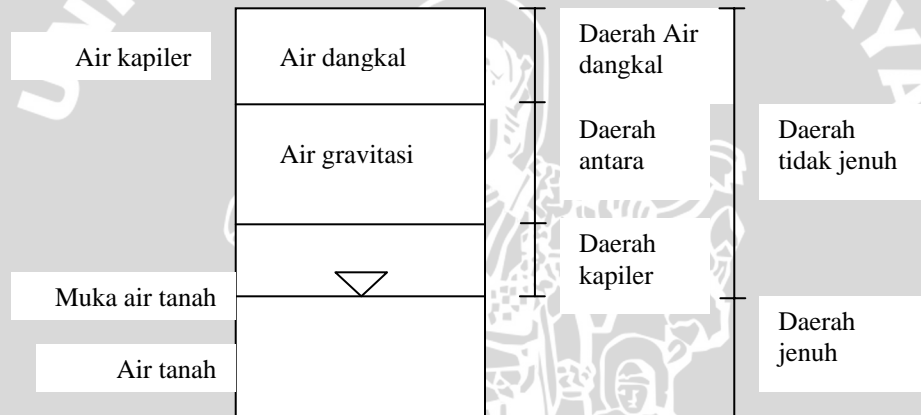 Air kapiler
Air dangkal
Daerah Air
dangkal
Air gravitasi
Daerah
antara
Daerah
tidak jenuh
Daerah
kapiler
Muka air tanah
Air tanah
Daerah
jenuh